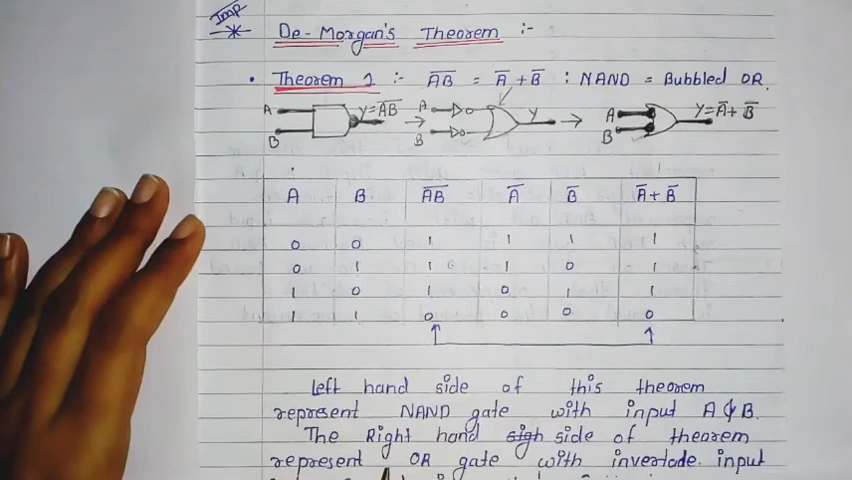 Imp
* De-Morgan's Theorem :-
• Theorem 1 :- A̅B̅ = A̅ + B̅ : NAND = Bubbled OR.
A B Y=A̅B̅ → A B Y → A B Y=A̅+B̅
A B A̅B̅ A̅ B̅ A̅+B̅
0 0 1 1 1 1
0 1 1 1 0 1
1 0 1 0 1 1
1 1 0 0 0 0
Left hand side of this theorem
represent NAND gate with input A & B.
The Right hand sigh side of theorem
represent OR gate with invertade input